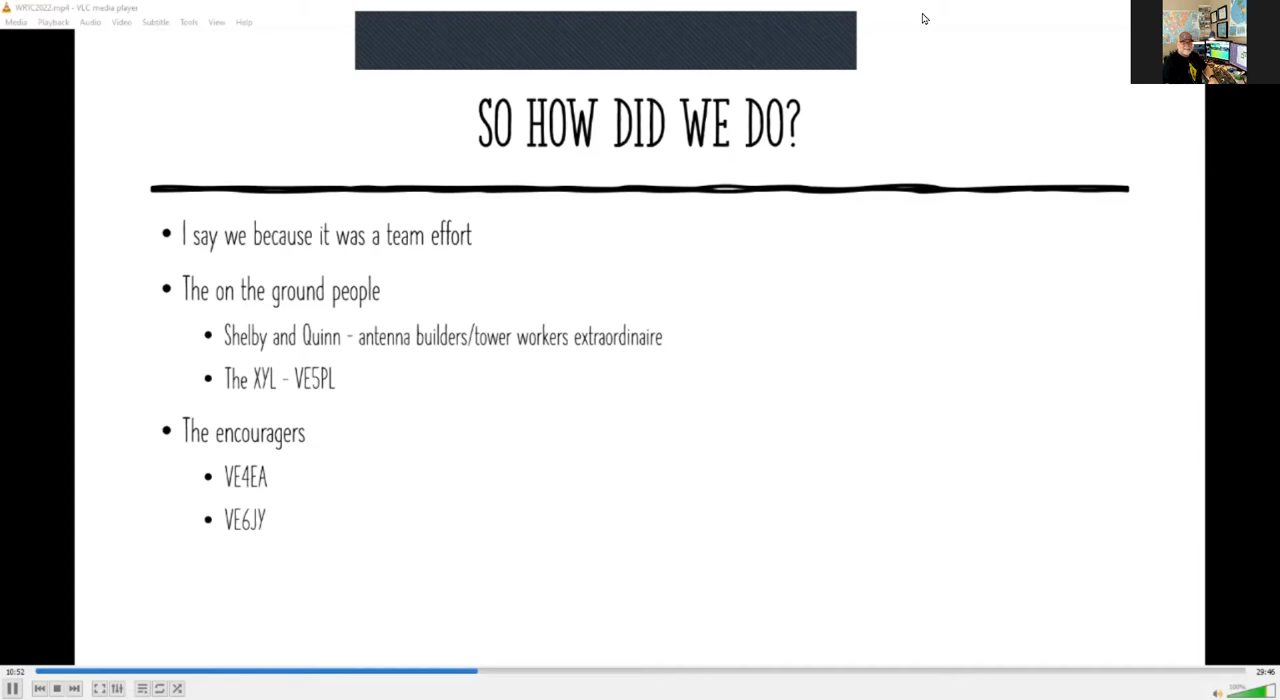 WRTC2022.mp4 - VLC media player
Media Playback Audio Video Subtitle Tools View Help
SO HOW DID WE DO?
• I say we because it was a team effort
• The on the ground people
• Shelby and Quinn - antenna builders/tower workers extraordinaire
• The XYL - VE5PL
• The encouragers
• VE4EA
• VE6JY
10:52
29:46
100%